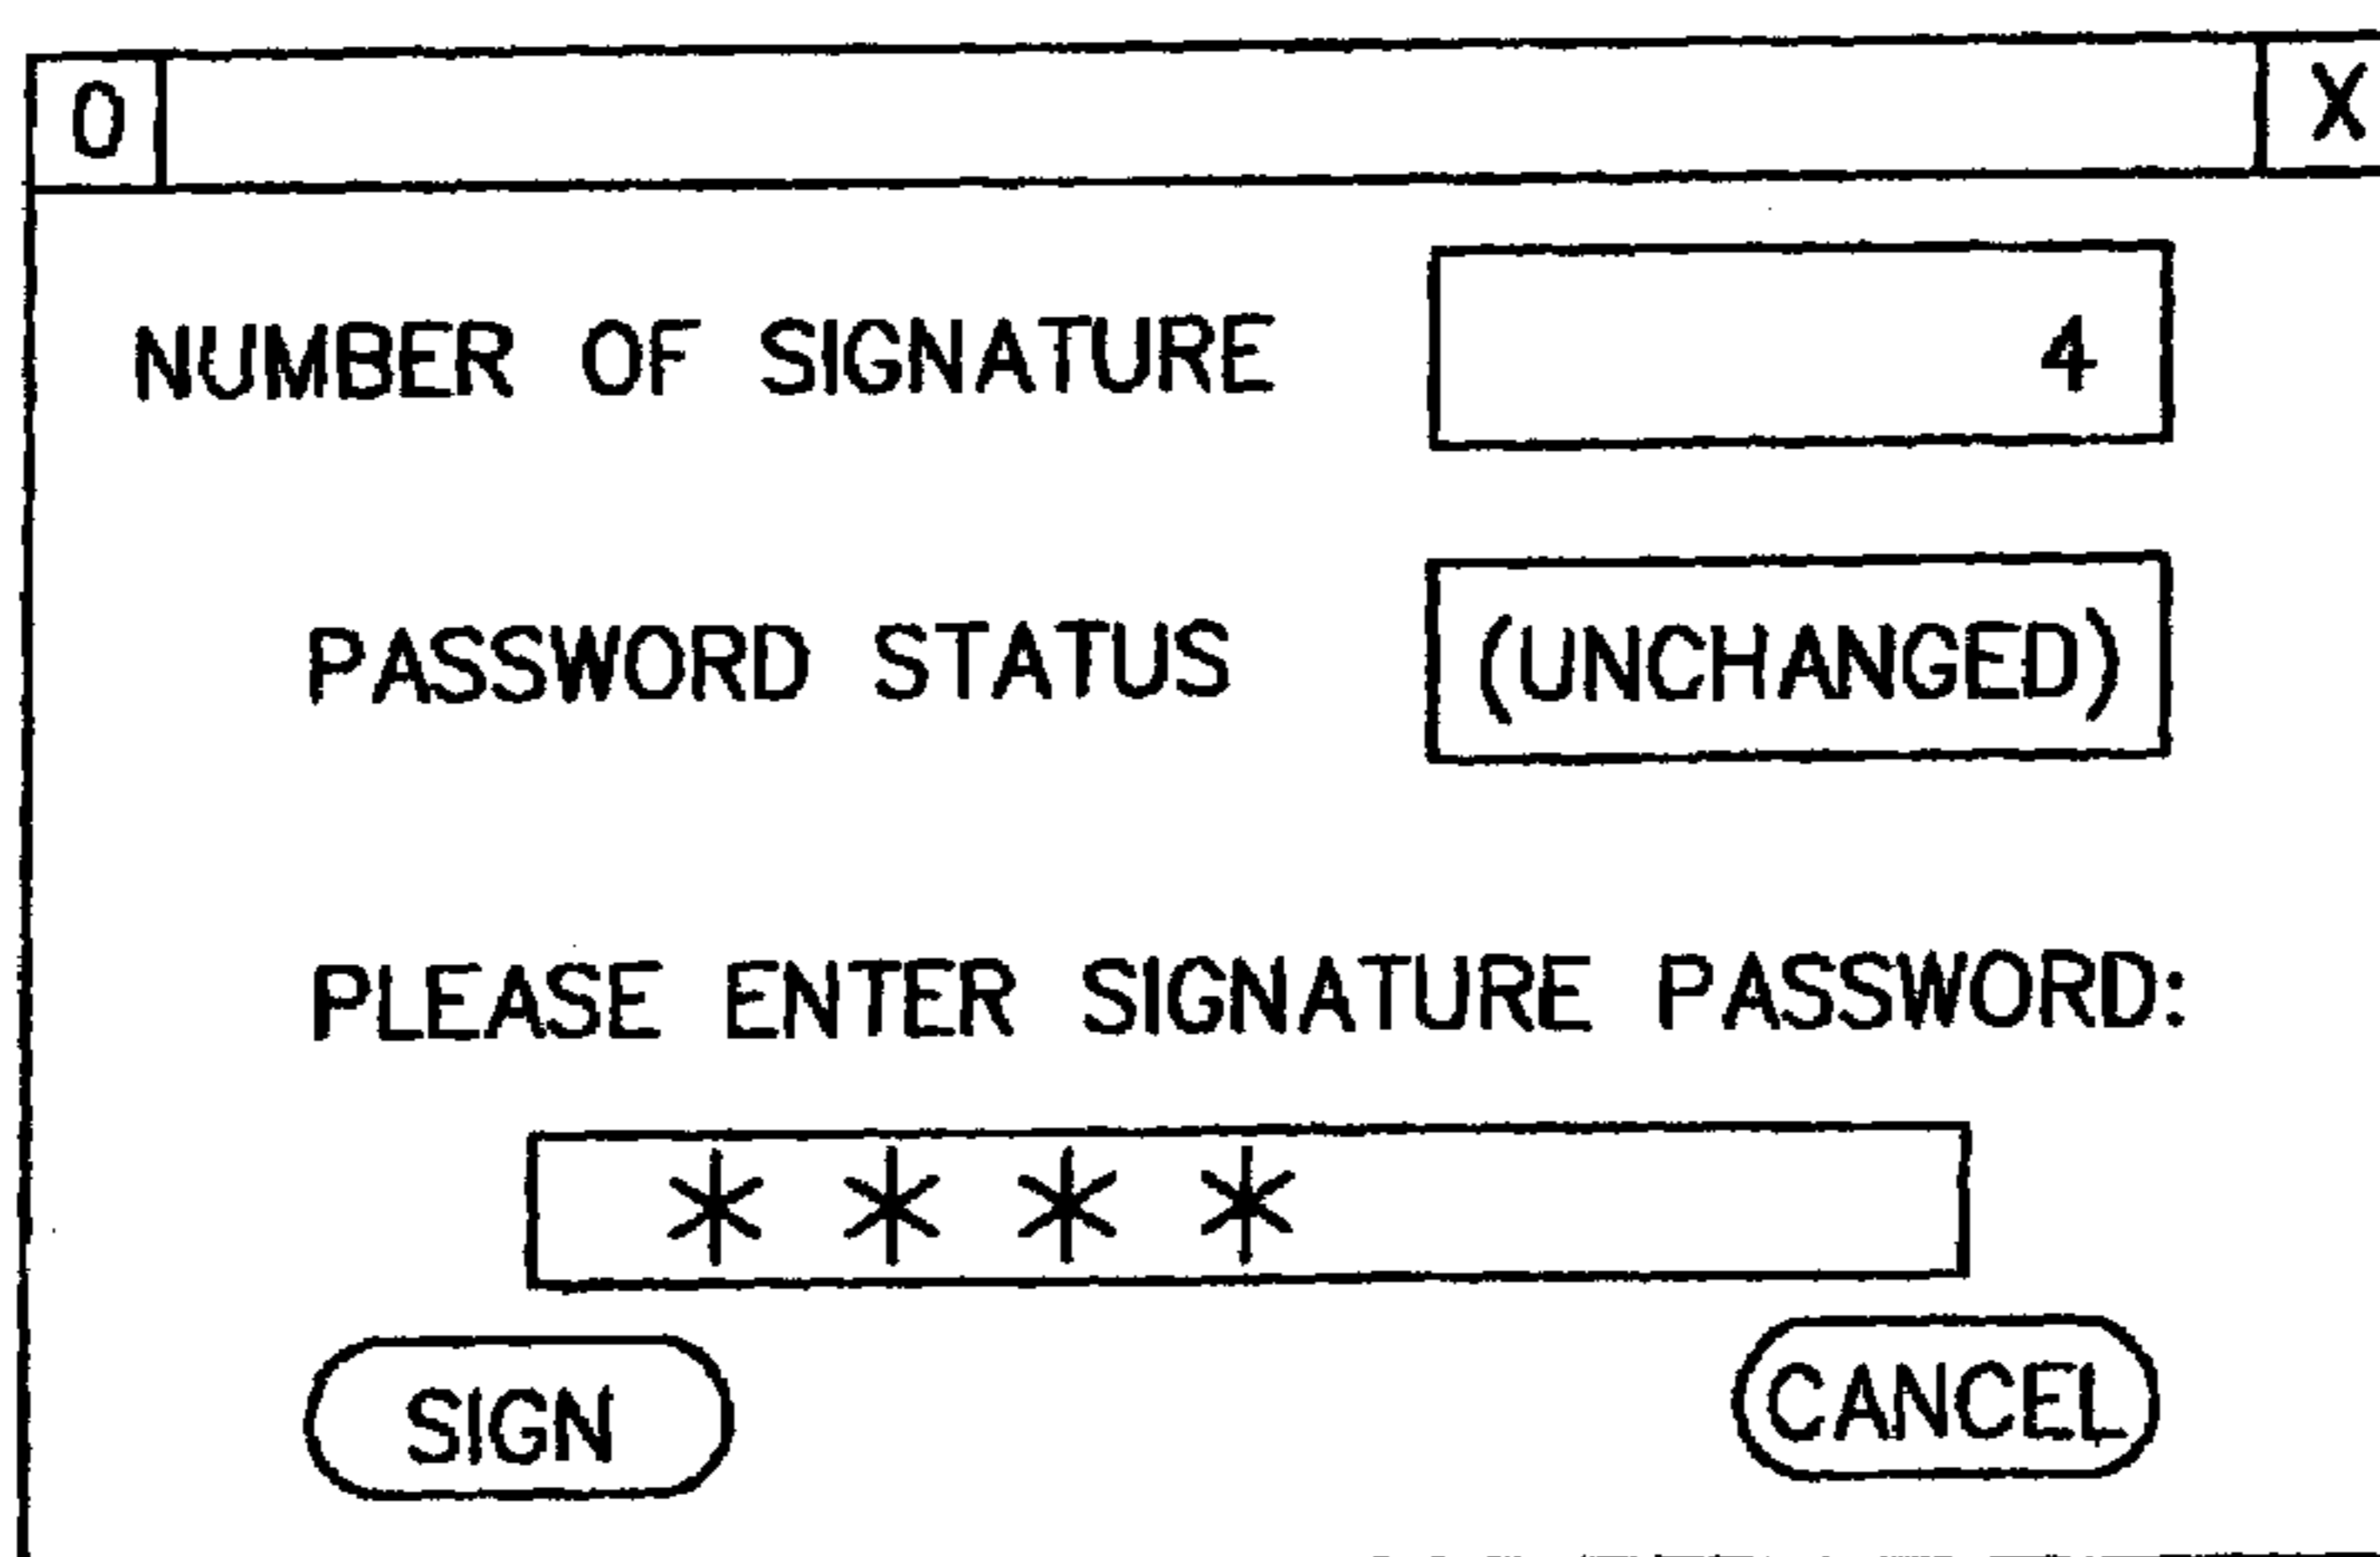 0 X
NUMBER OF SIGNATURE 4
PASSWORD STATUS (UNCHANGED)
PLEASE ENTER SIGNATURE PASSWORD:
* * * *
SIGN CANCEL